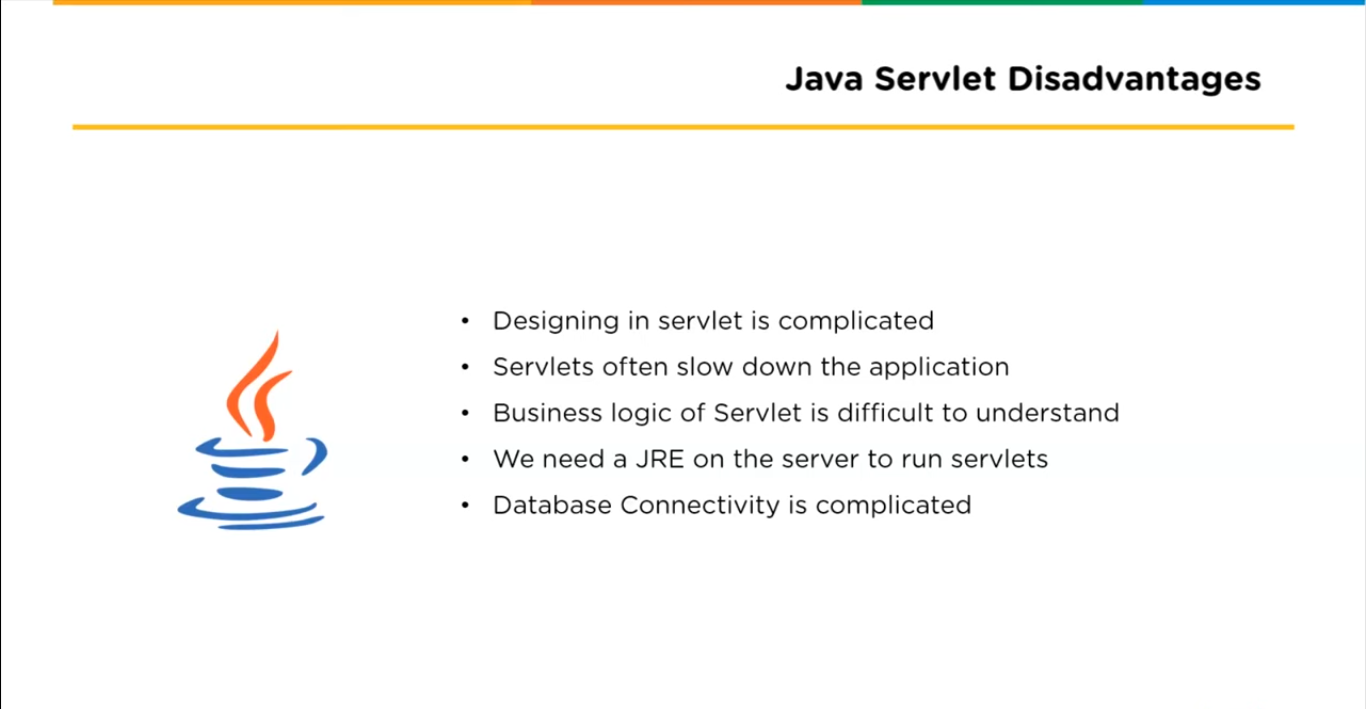 Java Servlet Disadvantages
• Designing in servlet is complicated
• Servlets often slow down the application
• Business logic of Servlet is difficult to understand
• We need a JRE on the server to run servlets
• Database Connectivity is complicated